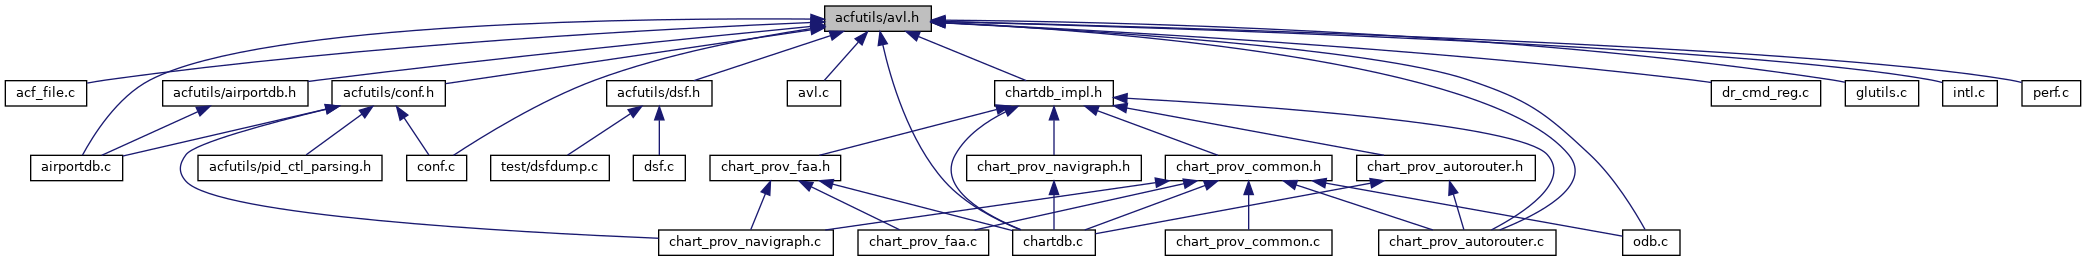 acfutils/avl.h
acf_file.c
acfutils/airportdb.h
acfutils/conf.h
acfutils/dsf.h
avl.c
chartdb_impl.h
dr_cmd_reg.c
glutils.c
intl.c
perf.c
airportdb.c
acfutils/pid_ctl_parsing.h
conf.c
test/dsfdump.c
dsf.c
chart_prov_faa.h
chart_prov_navigraph.h
chart_prov_common.h
chart_prov_autorouter.h
chart_prov_navigraph.c
chart_prov_faa.c
chartdb.c
chart_prov_common.c
chart_prov_autorouter.c
odb.c